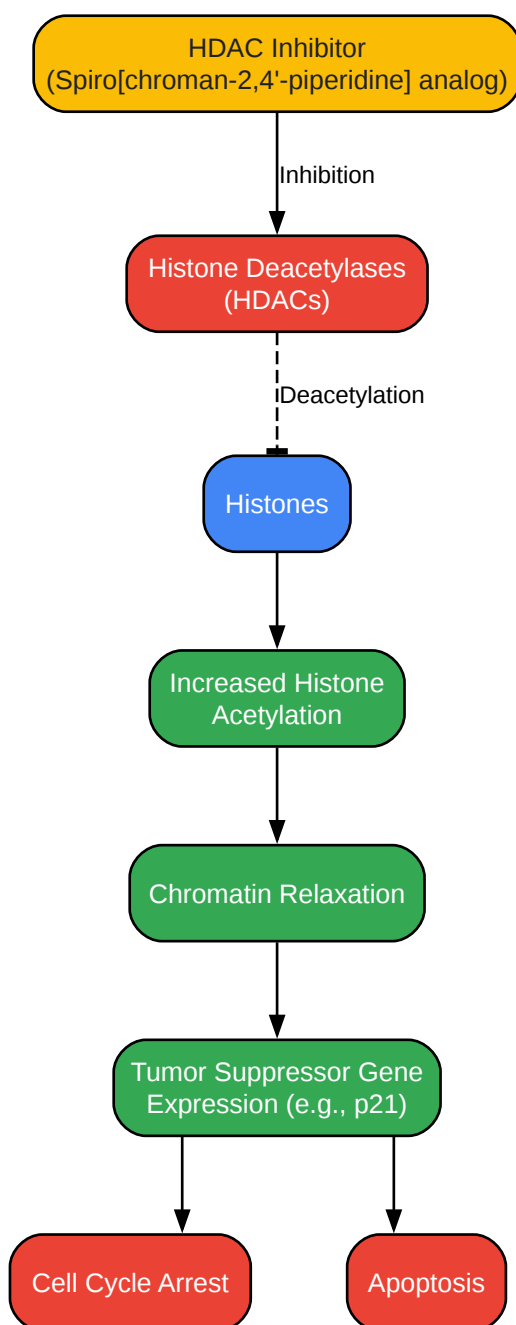 HDAC Inhibitor
(Spiro[chroman-2,4'-piperidine] analog)
Inhibition
Histone Deacetylases
(HDACs)
Deacetylation
Histones
Increased Histone
Acetylation
Chromatin Relaxation
Tumor Suppressor Gene
Expression (e.g., p21)
Cell Cycle Arrest
Apoptosis